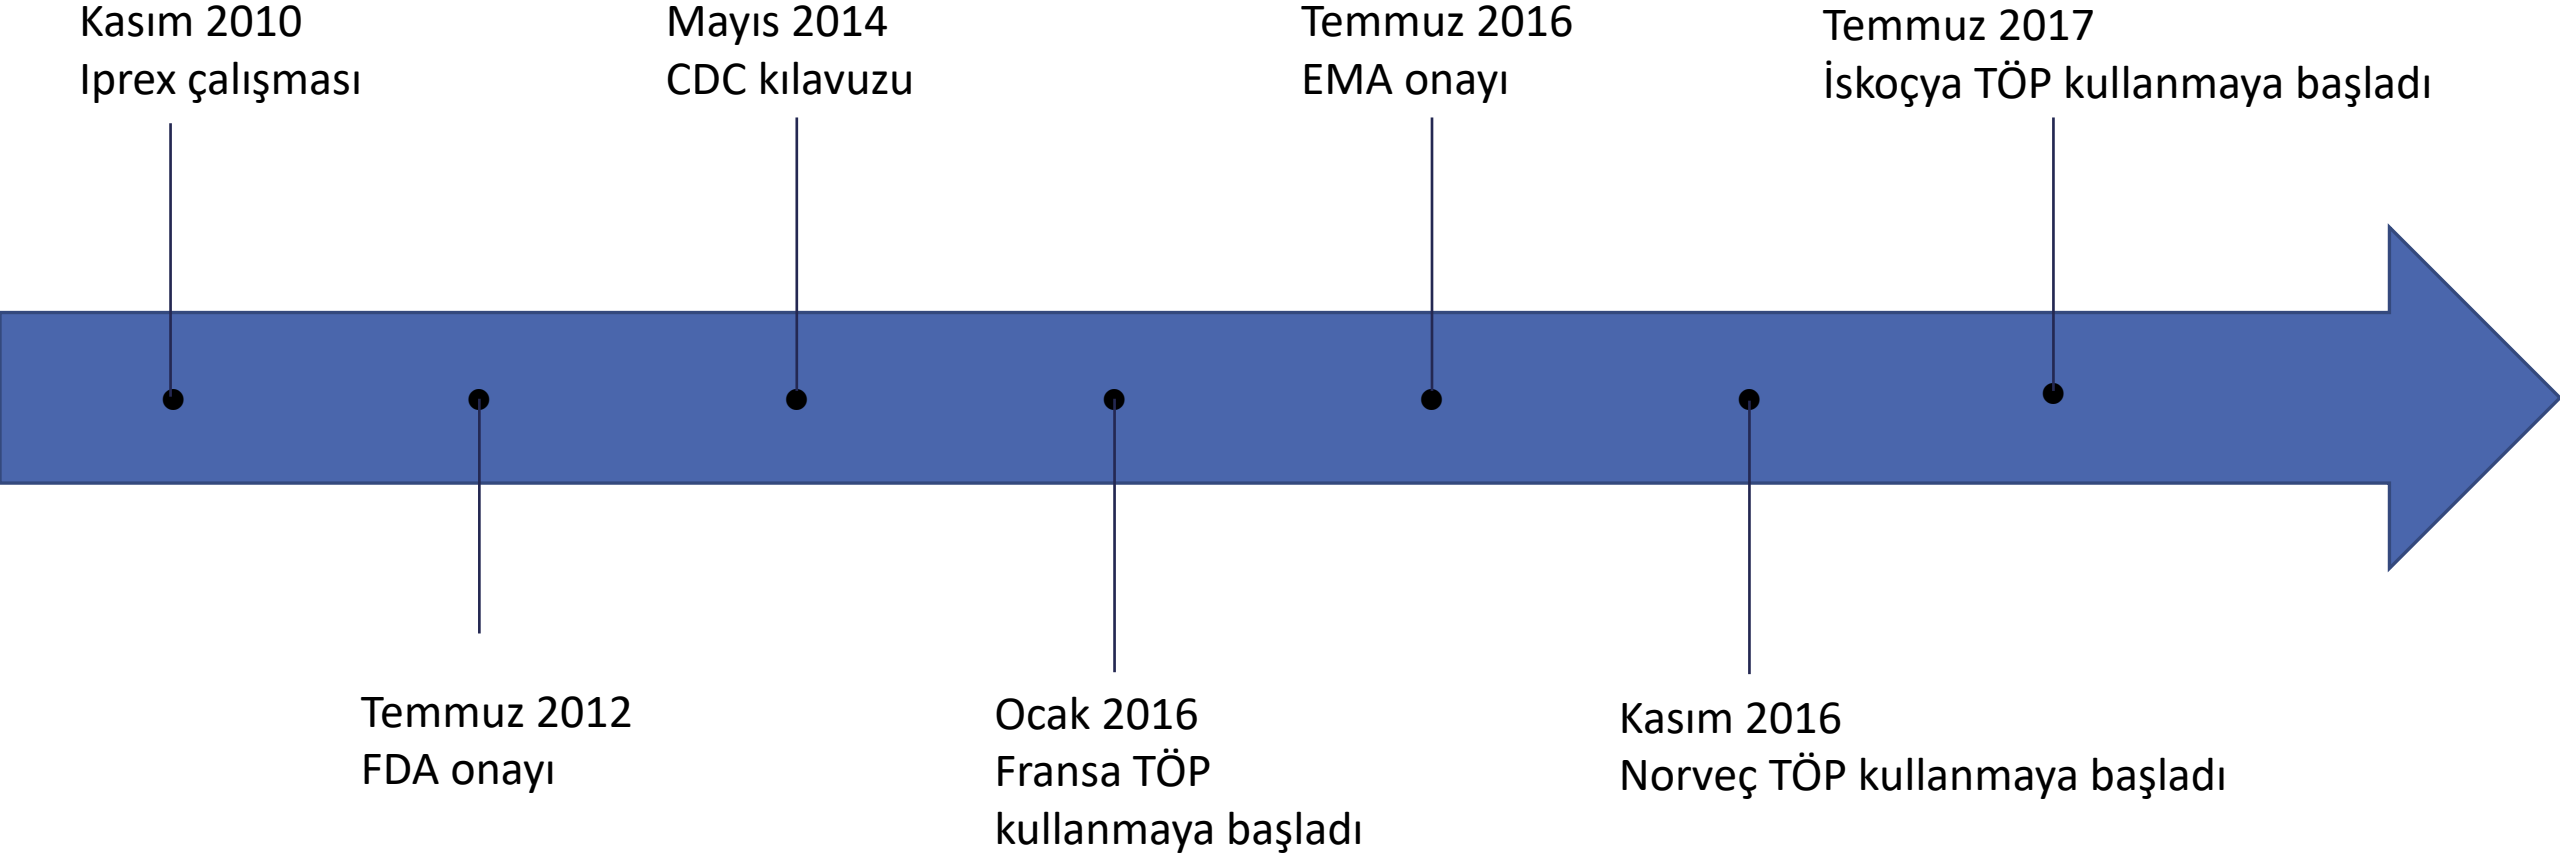 Kasım 2010
Iprex çalışması
Mayıs 2014
CDC kılavuzu
Temmuz 2016
EMA onayı
Temmuz 2017
İskoçya TÖP kullanmaya başladı
Temmuz 2012
FDA onayı
Ocak 2016
Fransa TÖP
kullanmaya başladı
Kasım 2016
Norveç TÖP kullanmaya başladı